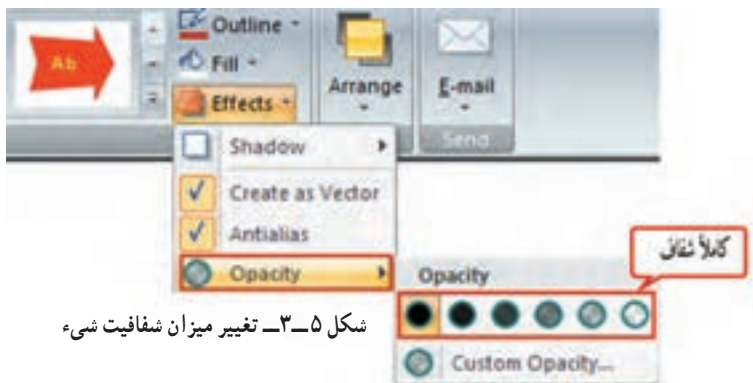 Outline
Ab
Fill
Effects
Arrange
E-mail
Send
Shadow
Create as Vector
Antialias
Opacity
Opacity
کاملاً شفاف
Custom Opacity...
شکل ۵ــ۳ــ تغییر میزان شفافیت شیء